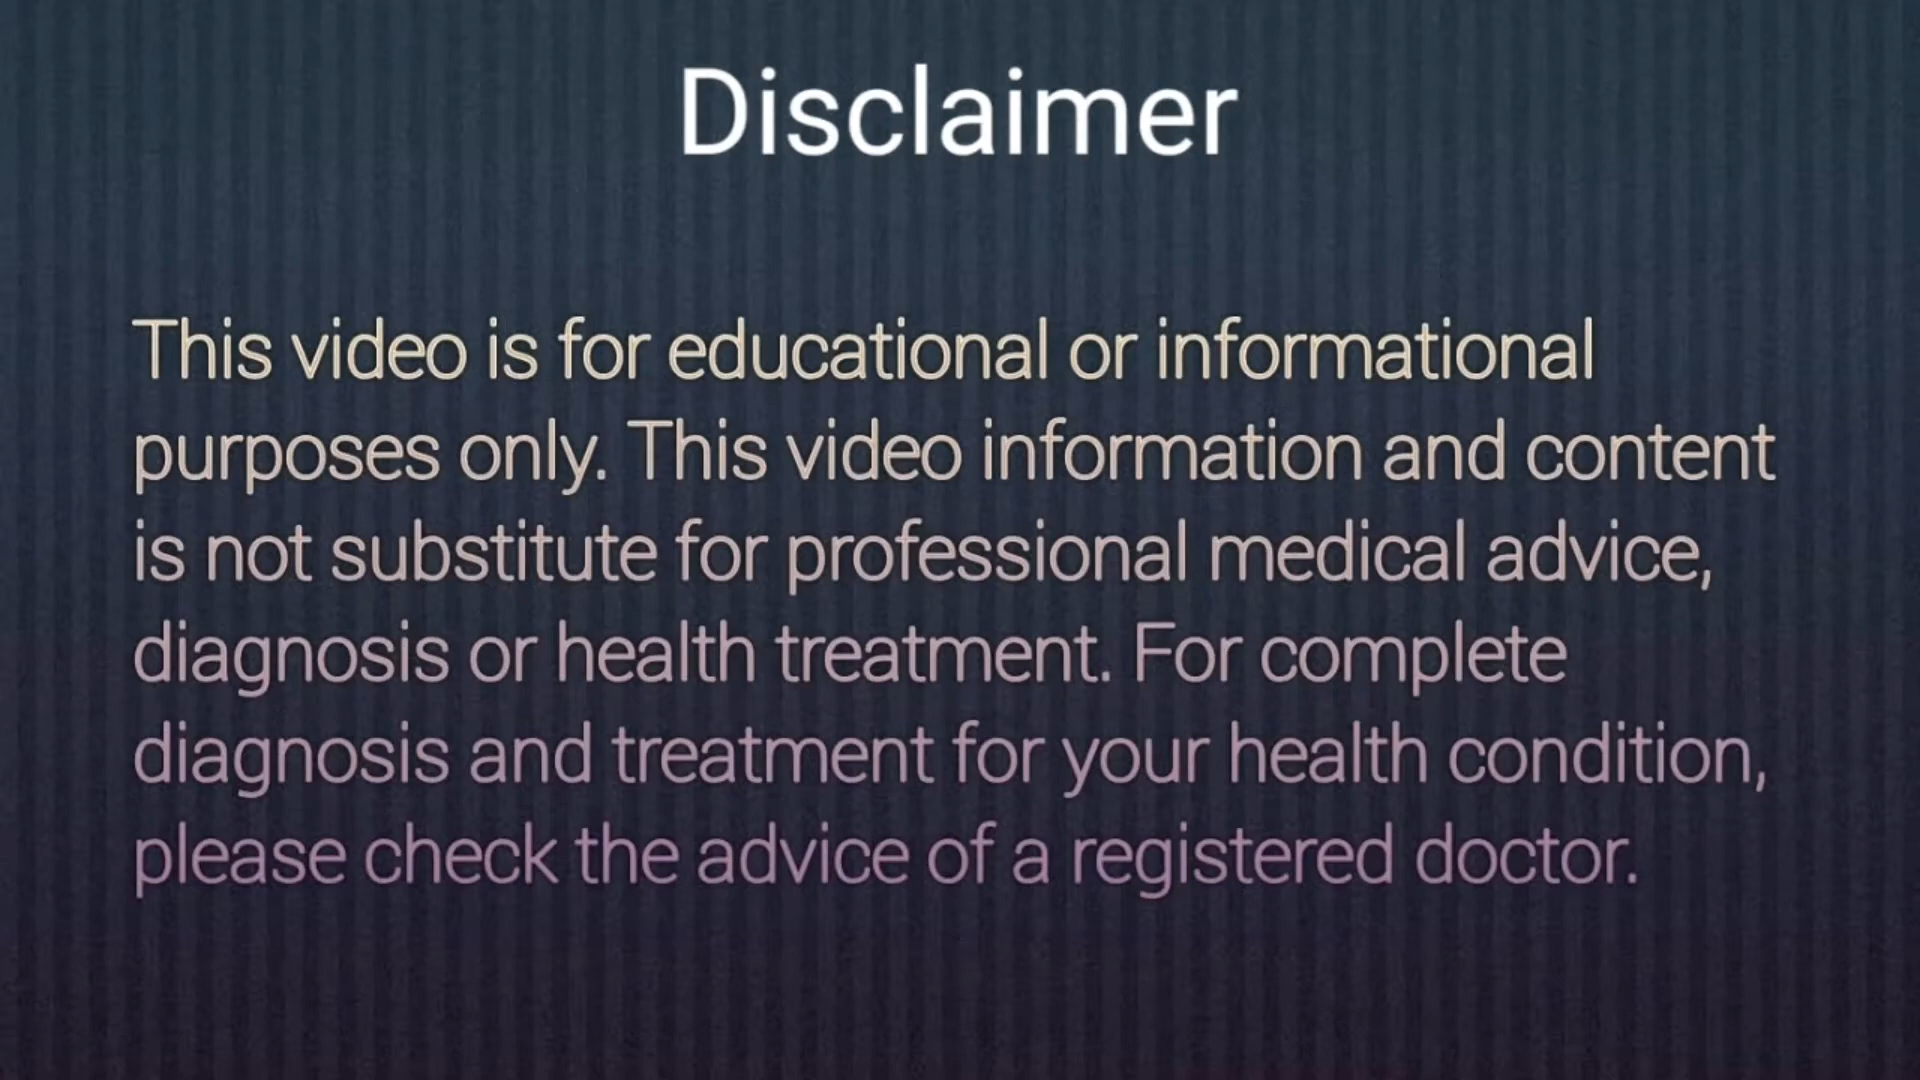 Disclaimer
This video is for educational or informational
purposes only. This video information and content
is not substitute for professional medical advice,
diagnosis or health treatment. For complete
diagnosis and treatment for your health condition,
please check the advice of a registered doctor.